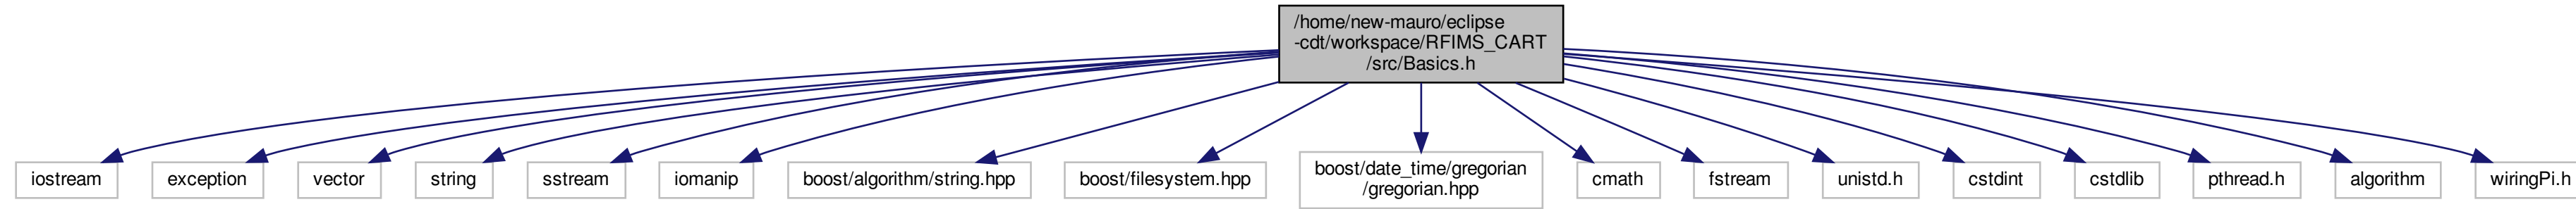 /home/new-mauro/eclipse
-cdt/workspace/RFIMS_CART
/src/Basics.h
iostream
exception
vector
string
sstream
iomanip
boost/algorithm/string.hpp
boost/filesystem.hpp
boost/date_time/gregorian
/gregorian.hpp
cmath
fstream
unistd.h
cstdint
cstdlib
pthread.h
algorithm
wiringPi.h